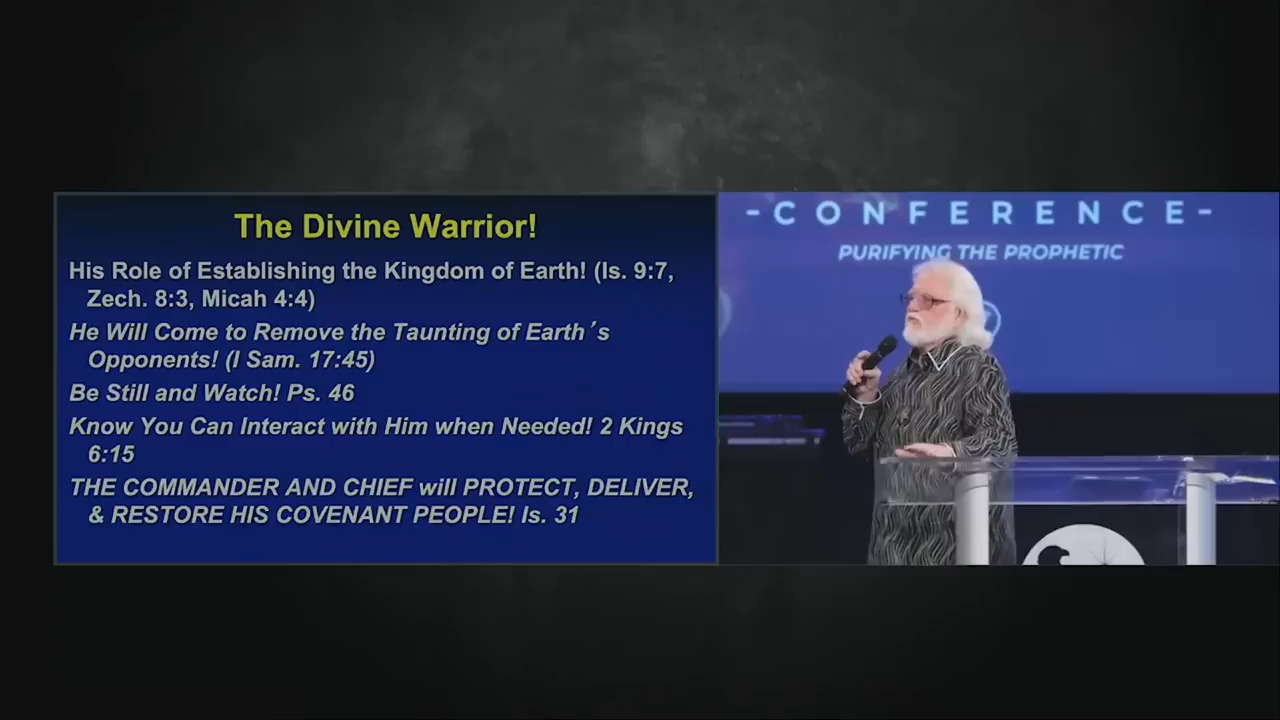 The Divine Warrior!
His Role of Establishing the Kingdom of Earth! (Is. 9:7,
Zech. 8:3, Micah 4:4)
He Will Come to Remove the Taunting of Earth's
Opponents! (I Sam. 17:45)
Be Still and Watch! Ps. 46
Know You Can Interact with Him when Needed! 2 Kings
6:15
THE COMMANDER AND CHIEF will PROTECT, DELIVER,
& RESTORE HIS COVENANT PEOPLE! Is. 31
-CONFERENCE-
PURIFYING THE PROPHETIC